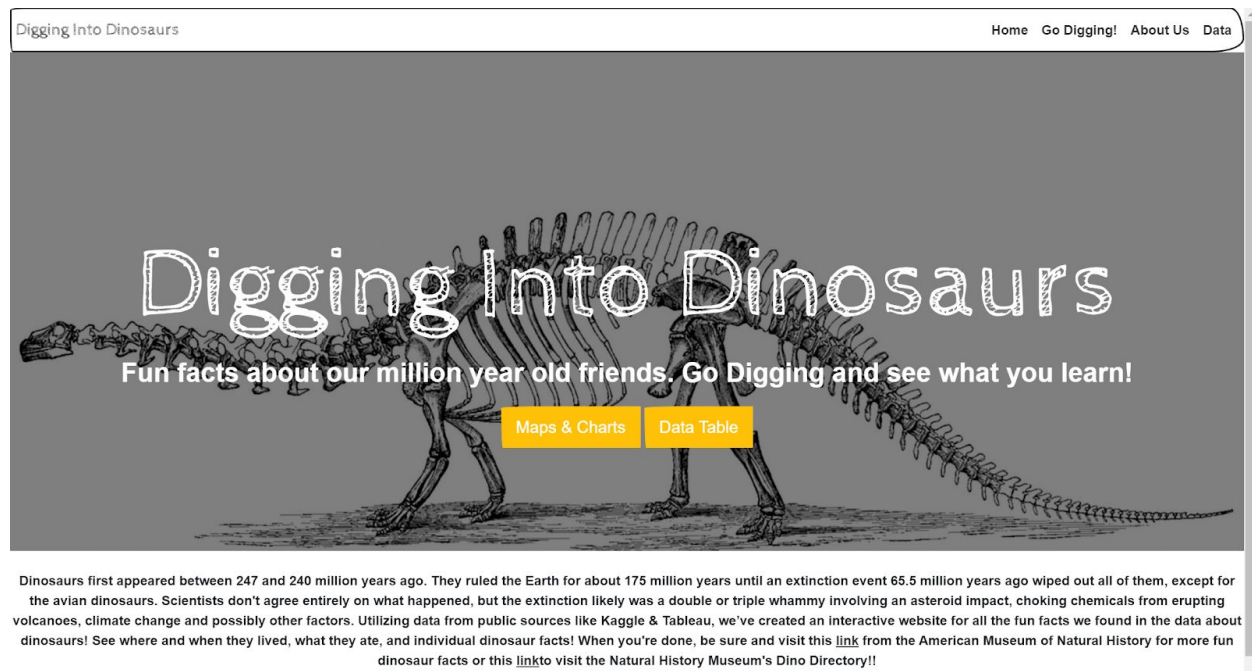 Digging Into Dinosaurs
Home Go Digging! About Us Data
Digging Into Dinosaurs
Fun facts about our million year old friends. Go Digging and see what you learn!
Maps & Charts Data Table
Dinosaurs first appeared between 247 and 240 million years ago. They ruled the Earth for about 175 million years until an extinction event 65.5 million years ago wiped out all of them, except for
the avian dinosaurs. Scientists don't agree entirely on what happened, but the extinction likely was a double or triple whammy involving an asteroid impact, choking chemicals from erupting
volcanoes, climate change and possibly other factors. Utilizing data from public sources like Kaggle & Tableau, we've created an interactive website for all the fun facts we found in the data about
dinosaurs! See where and when they lived, what they ate, and individual dinosaur facts! When you're done, be sure and visit this link from the American Museum of Natural History for more fun
dinosaur facts or this linkto visit the Natural History Museum's Dino Directory!!